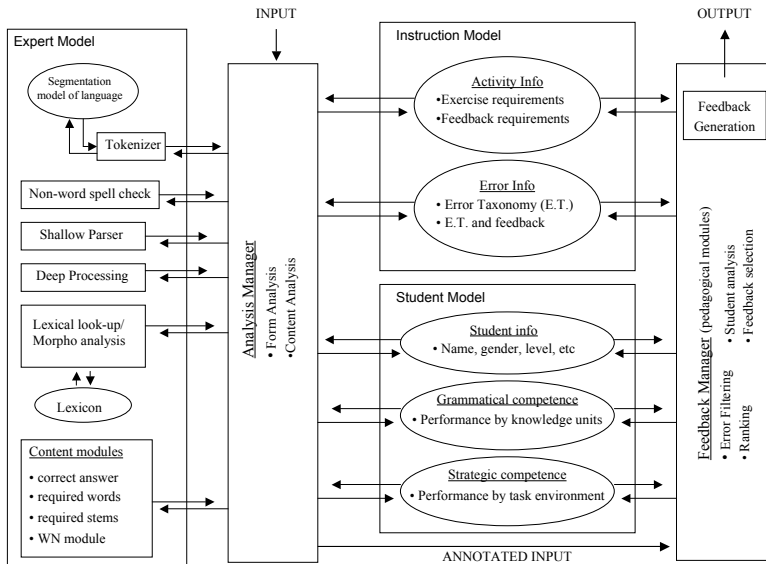 INPUT
OUTPUT
Expert Model
Segmentation
model of language
Tokenizer
Non-word spell check
Shallow Parser
Deep Processing
Lexical look-up/
Morpho analysis
Lexicon
Content modules
• correct answer
• required words
• required stems
• WN module
Analysis Manager
• Form Analysis
•Content Analysis
Instruction Model
Activity Info
•Exercise requirements
•Feedback requirements
Error Info
• Error Taxonomy (E.T.)
• E.T. and feedback
Student Model
Student info
• Name, gender, level, etc
Grammatical competence
• Performance by knowledge units
Strategic competence
• Performance by task environment
Feedback
Generation
Feedback Manager (pedagogical modules)
• Error Filtering
• Ranking
• Student analysis
• Feedback selection
ANNOTATED INPUT